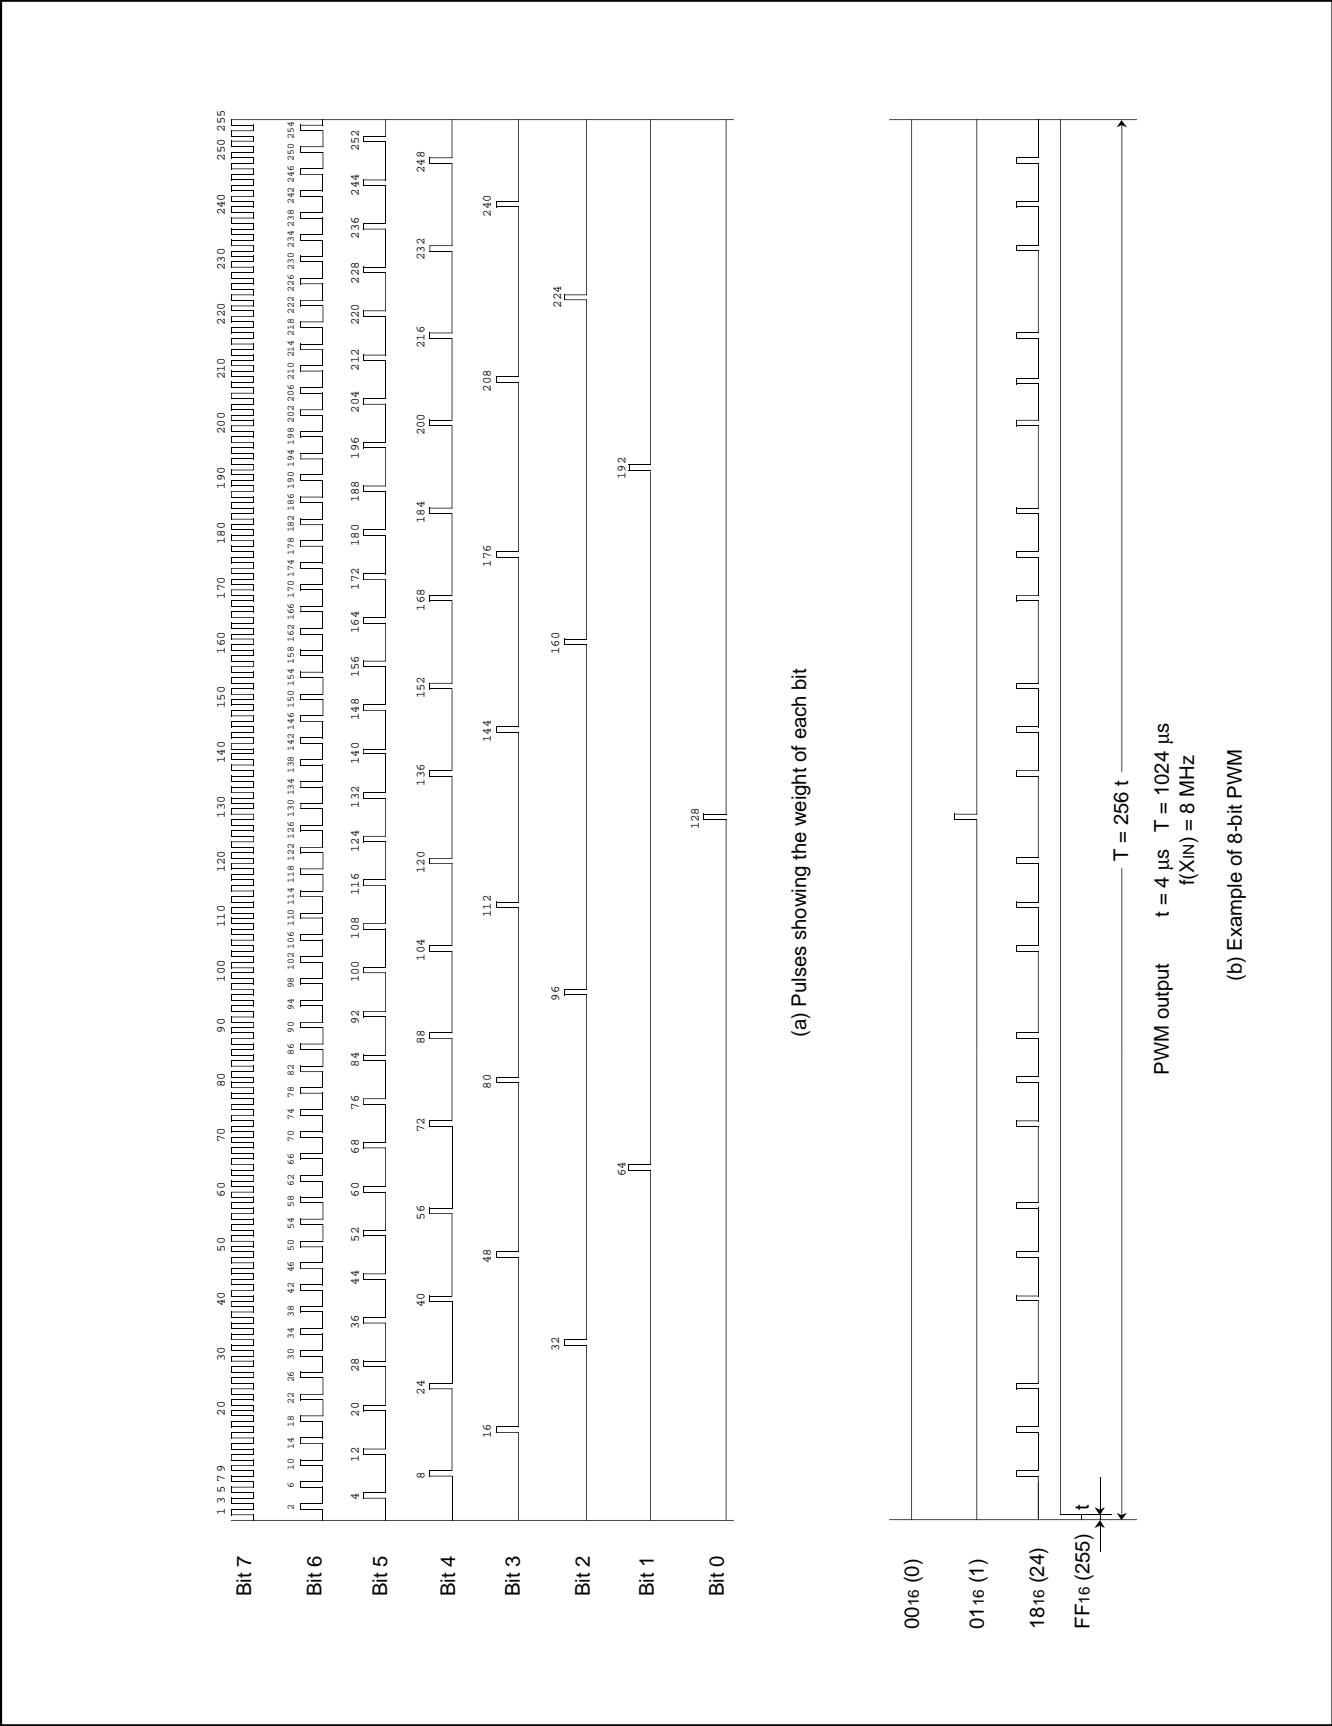 Bit 7
1 3 5 7 9 20 30 40 50 60 70 80 90 100 110 120 130 140 150 160 170 180 190 200 210 220 230 240 250 255
Bit 6
2 6 10 14 18 22 26 30 34 38 42 46 50 54 58 62 66 70 74 78 82 86 90 94 98 102 106 110 114 118 122 126 130 134 138 142 146 150 154 158 162 166 170 174 178 182 186 190 194 198 202 206 210 214 218 222 226 230 234 238 242 246 250 254
Bit 5
4 12 20 28 36 44 52 60 68 76 84 92 100 108 116 124 132 140 148 156 164 172 180 188 196 204 212 220 228 236 244 252
Bit 4
8 24 40 56 72 88 104 120 136 152 168 184 200 216 232 248
Bit 3
16 48 80 112 144 176 208 240
Bit 2
32 96 160 224
Bit 1
64 192
Bit 0
128
(a) Pulses showing the weight of each bit
0016 (0)
0116 (1)
1816 (24)
FF16 (255)
t
T = 256 t
PWM output t = 4 µs T = 1024 µs
f(XIN) = 8 MHz
(b) Example of 8-bit PWM